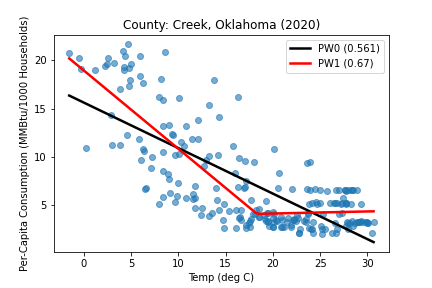 County: Creek, Oklahoma (2020)
Per-Capita Consumption (MMBtu/1000 Households)
20
15
10
5
PW0 (0.561)
PW1 (0.67)
0 5 10 15 20 25 30
Temp (deg C)